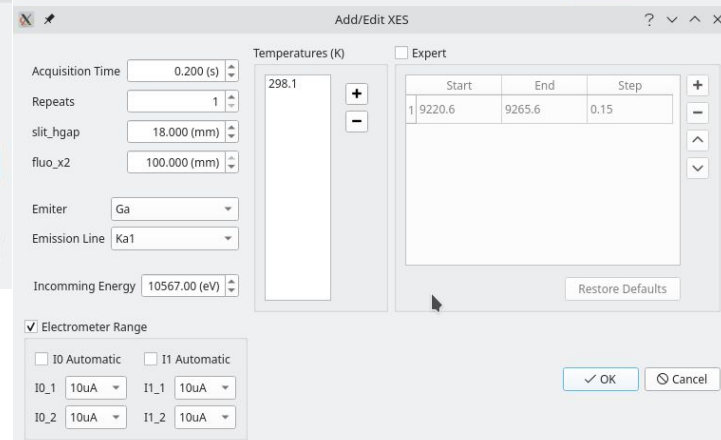 Add/Edit XES
Acquisition Time 0.200 (s)
Repeats 1
slit_hgap 18.000 (mm)
fluo_x2 100.000 (mm)
Emiter Ga
Emission Line Ka1
Incomming Energy 10567.00 (eV)
Temperatures (K)
298.1
Expert
Start End Step
1 9220.6 9265.6 0.15
Restore Defaults
Electrometer Range
I0 Automatic I1 Automatic
I0_1 10uA I1_1 10uA
I0_2 10uA I1_2 10uA
OK Cancel